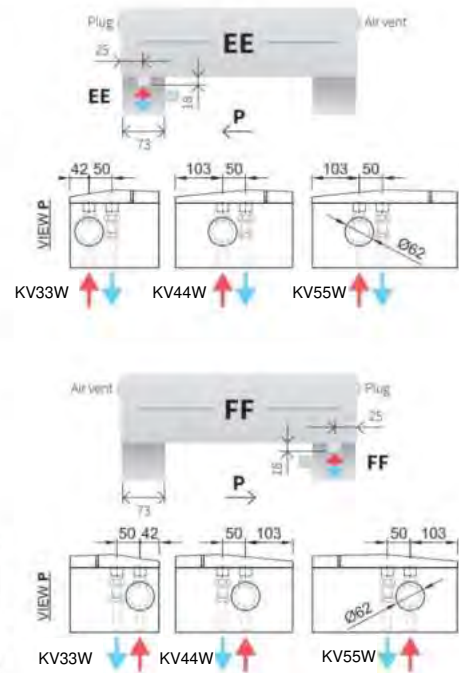 Plug
Air vent
25
EE
EE
18
P
73
42 50
103 50
103 50
VIEW P
Ø62
KV33W
KV44W
KV55W
Air vent
Plug
FF
25
18
FF
P
73
50 42
50 103
50 103
VIEW P
Ø62
KV33W
KV44W
KV55W